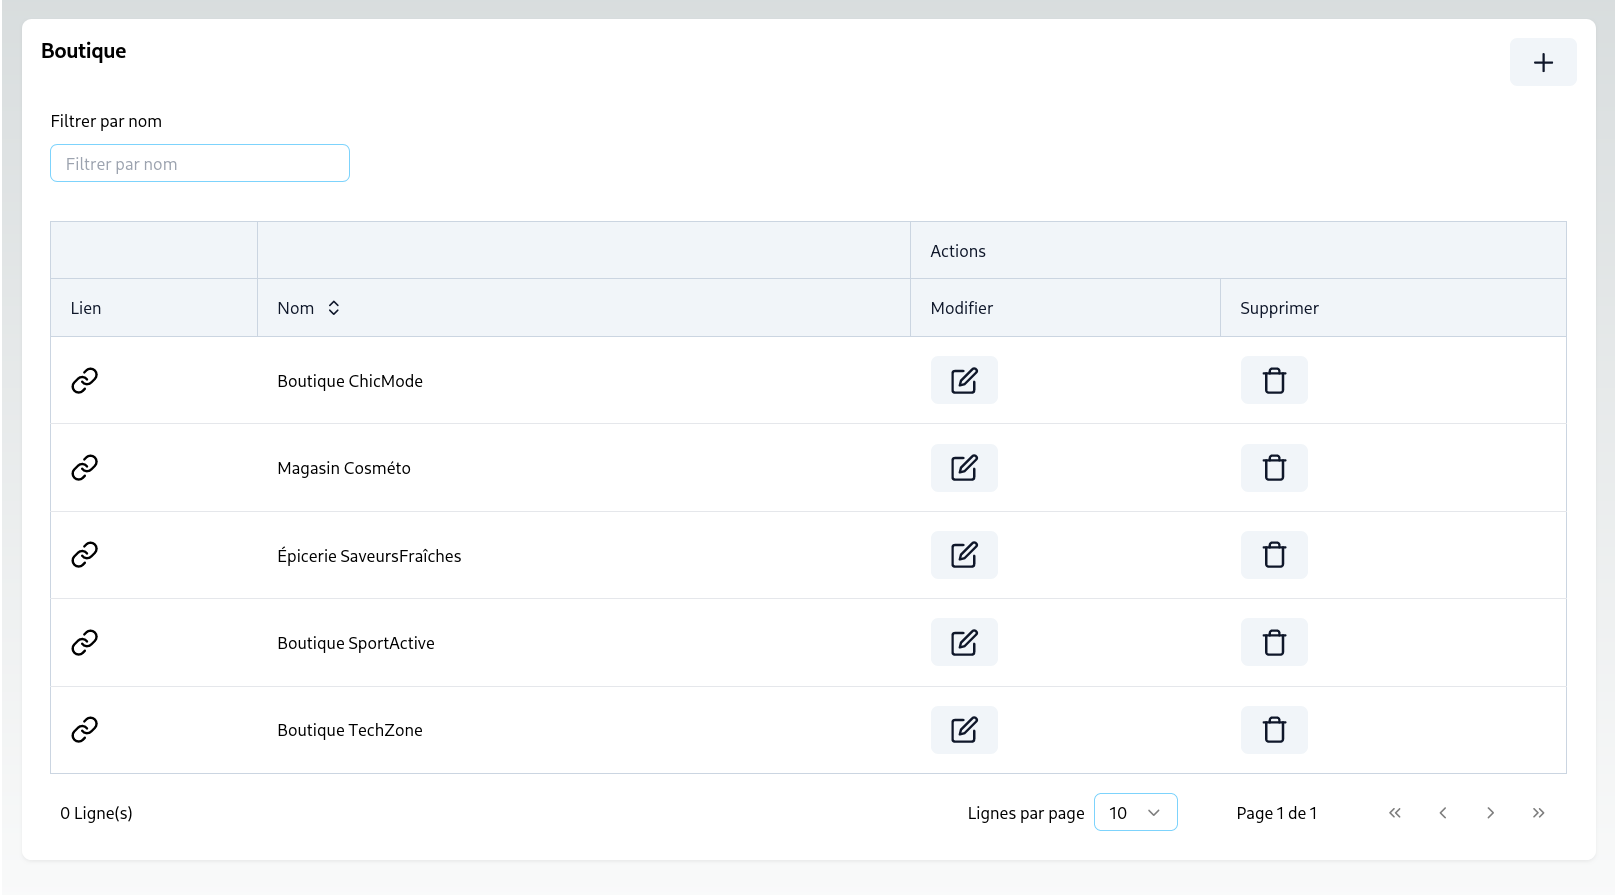 Boutique
Filtrer par nom
Filtrer par nom
Actions
Lien Nom Modifier Supprimer
Boutique ChicMode
Magasin Cosméto
Épicerie SaveursFraîches
Boutique SportActive
Boutique TechZone
0 Ligne(s) Lignes par page 10 Page 1 de 1